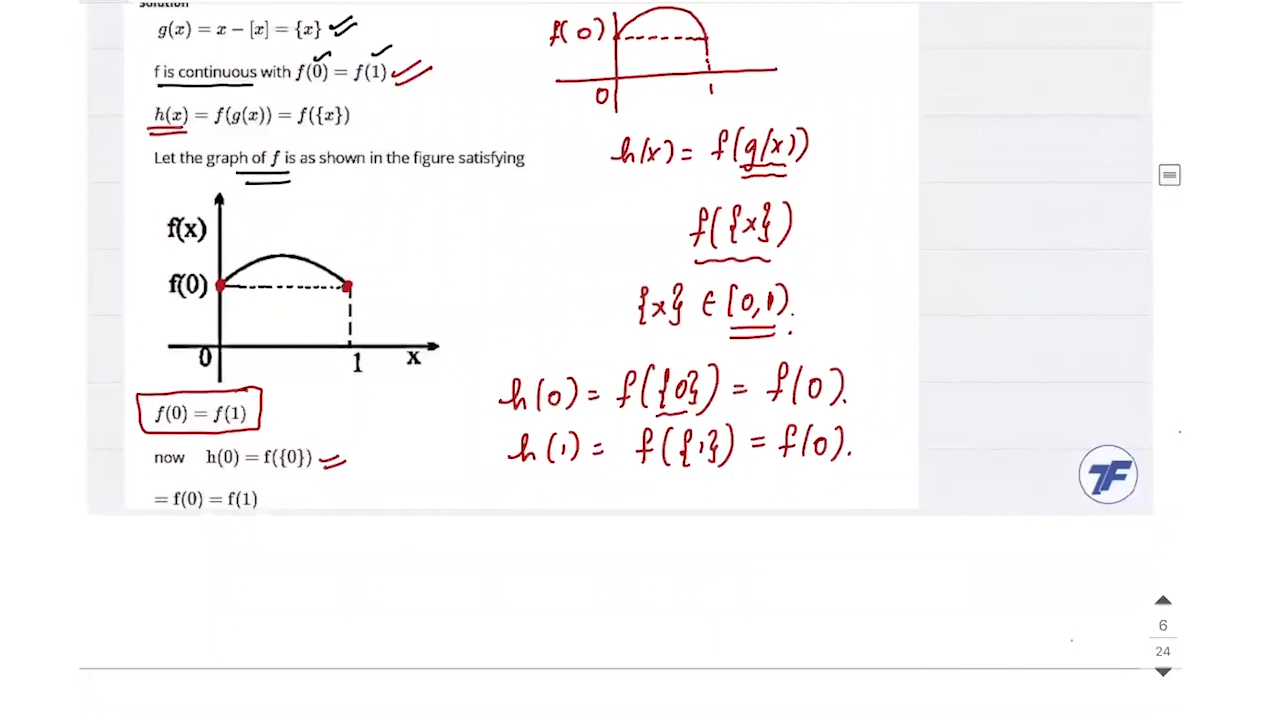 Solution
g(x) = x − [x] = {x}
f is continuous with f(0) = f(1)
h(x) = f(g(x)) = f({x})
Let the graph of f is as shown in the figure satisfying
f(x)
f(0)
0 1 x
f(0) = f(1)
now h(0) = f({0})
= f(0) = f(1)
f(0)
0 1
h(x) = f(g(x))
f({x})
{x} ∈ [0,1).
h(0) = f({0}) = f(0).
h(1) = f({1}) = f(0).
TF
6
24